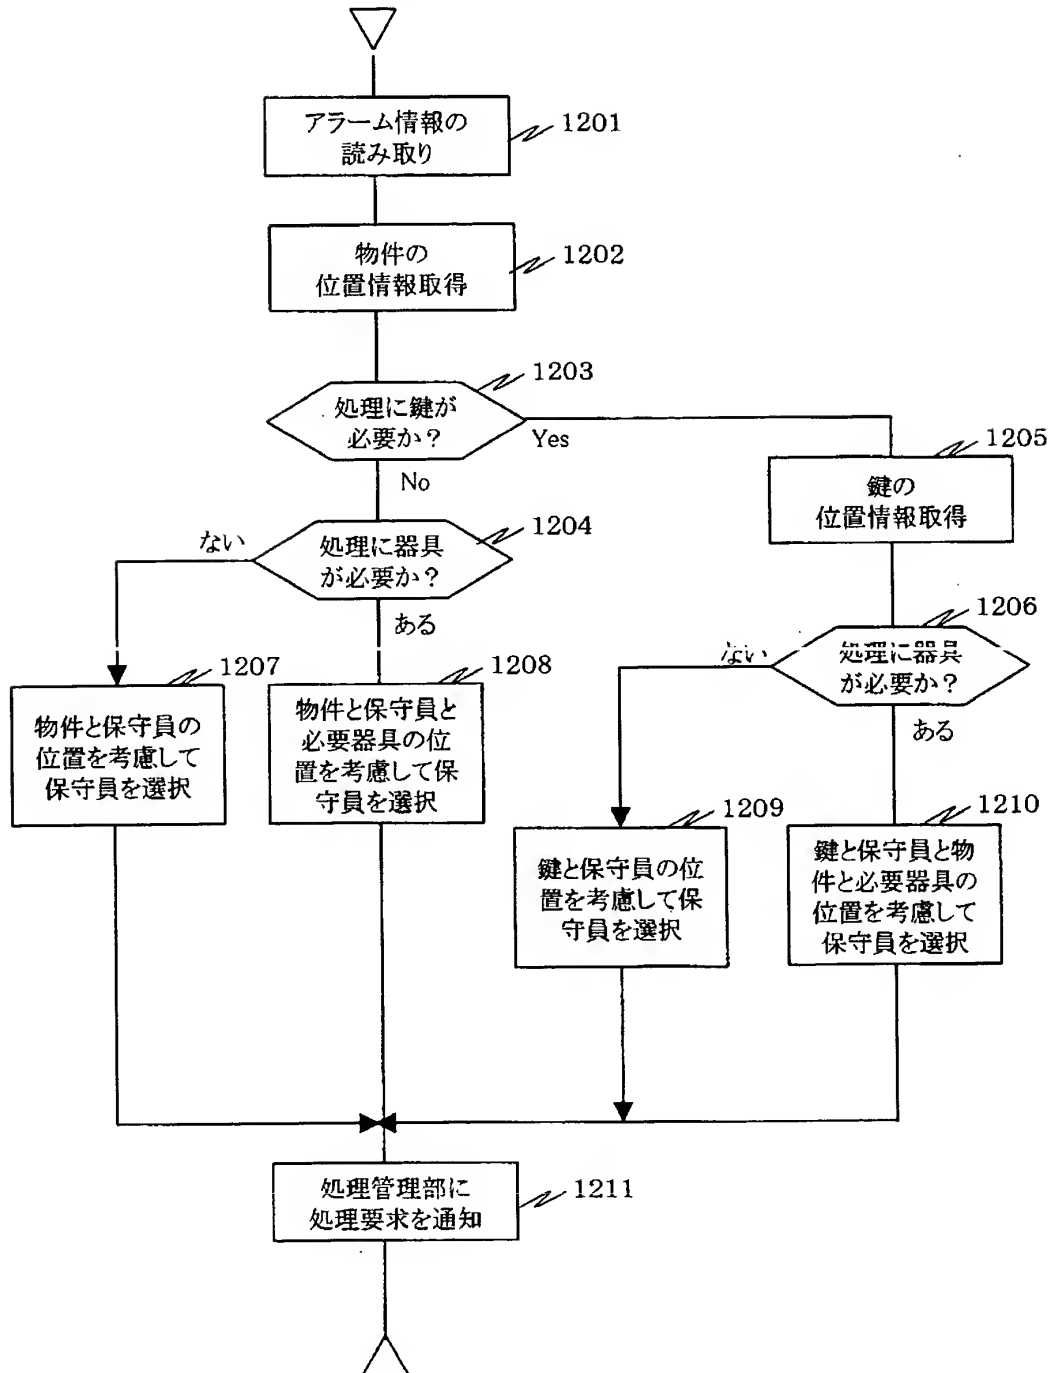 アラーム情報の
読み取り
1201
物件の
位置情報取得
1202
処理に鍵が
必要か?
1203
Yes
No
鍵の
位置情報取得
1205
処理に器具
が必要か?
1204
ない
ある
処理に器具
が必要か?
1206
ない
ある
物件と保守員の
位置を考慮して
保守員を選択
1207
物件と保守員と
必要器具の位
置を考慮して保
守員を選択
1208
鍵と保守員の位
置を考慮して保
守員を選択
1209
鍵と保守員と物
件と必要器具の
位置を考慮して
保守員を選択
1210
処理管理部に
処理要求を通知
1211